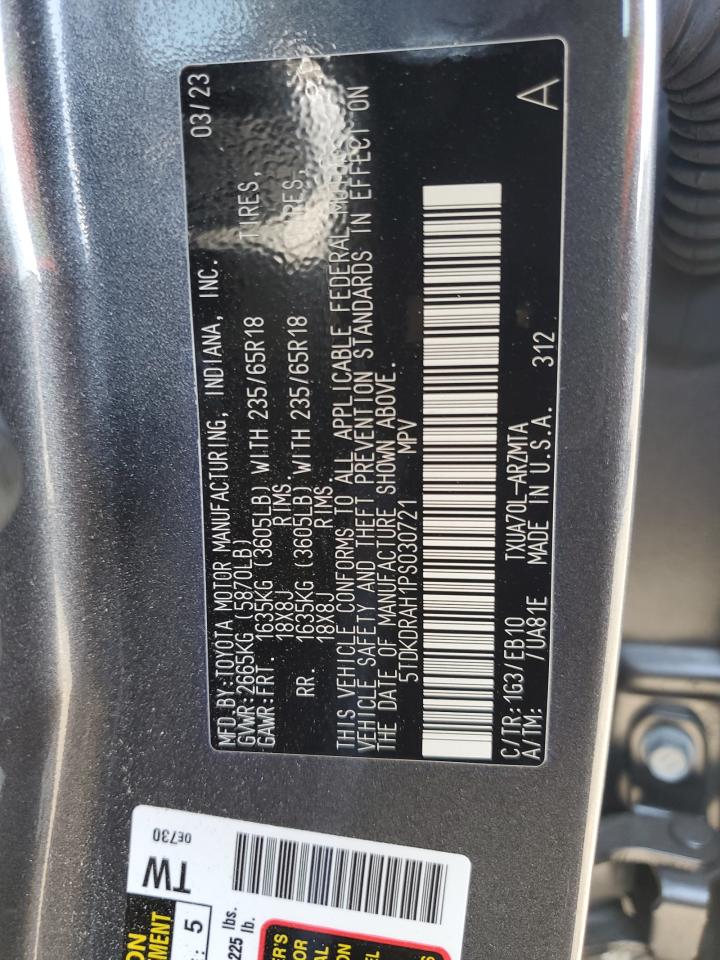 MFD.BY:TOYOTA MOTOR MANUFACTURING, INDIANA, INC. 03/23
GVWR:2665KG (5870LB)
GAWR:FRT. 1635KG (3605LB) WITH 235/65R18 TIRES,
18X8J RIMS.
RR. 1635KG (3605LB) WITH 235/65R18
18X8J RIMS.
THIS VEHICLE CONFORMS TO ALL APPLICABLE FEDERAL MOTOR
VEHICLE SAFETY AND THEFT PREVENTION STANDARDS IN EFFECT ON
THE DATE OF MANUFACTURE SHOWN ABOVE.
5TDKDRAH1PS030721 MPV
C/TR:1G3/EB10 TXUA70L-ARZMTA
A/TM: /UA81E MADE IN U.S.A. 312
A
0E730
TW
5
lbs.
225 lb.